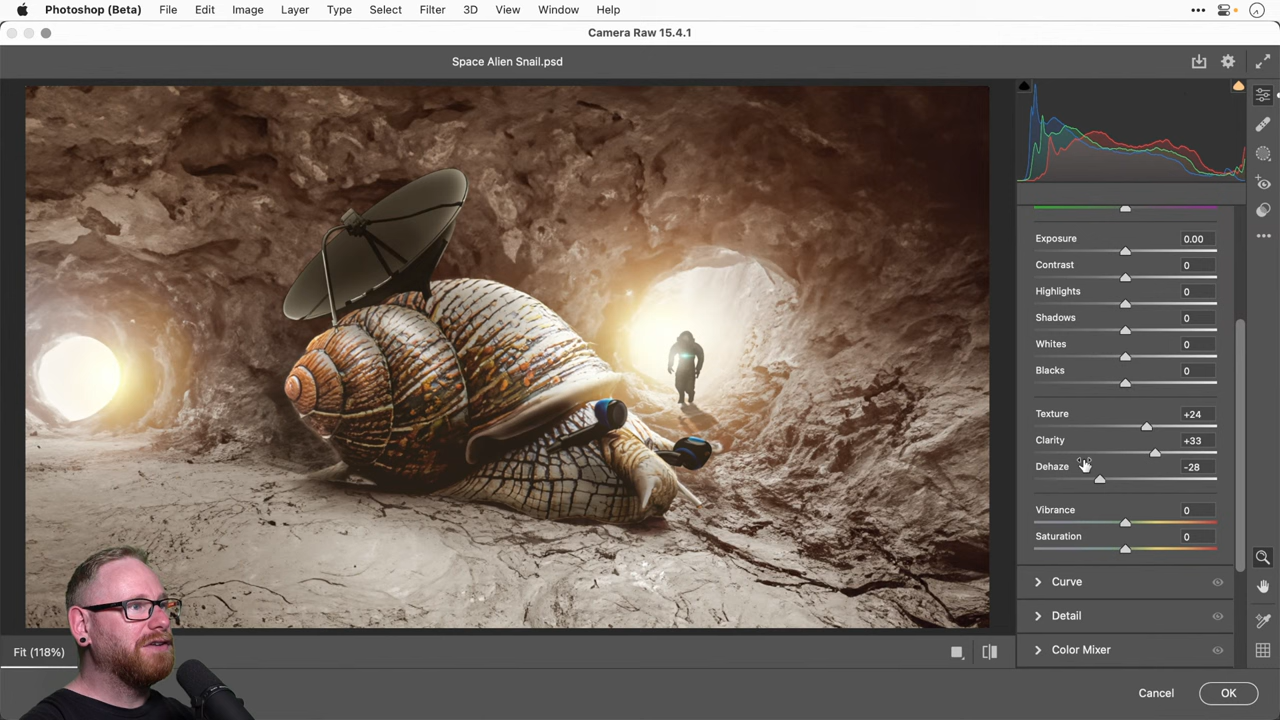 Photoshop (Beta) File Edit Image Layer Type Select Filter 3D View Window Help
Camera Raw 15.4.1
Space Alien Snail.psd
Exposure 0.00
Contrast 0
Highlights 0
Shadows 0
Whites 0
Blacks 0
Texture +24
Clarity +33
Dehaze -28
Vibrance 0
Saturation 0
Curve
Detail
Color Mixer
Fit (118%)
Cancel OK